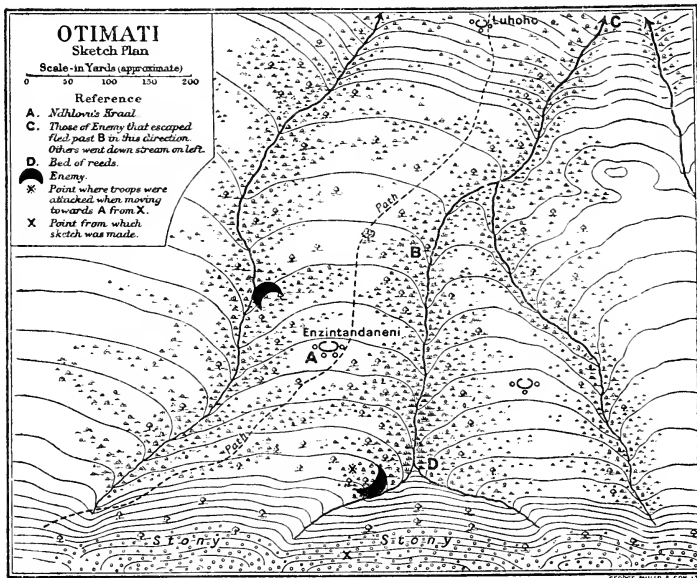 OTIMATI
Sketch Plan
Scale-in Yards (approximate)
0 50 100 150 200
Reference
A. Ndhlovu's Kraal
C. Those of Enemy that escaped
fled past B in this direction.
Others went down stream on left.
D. Bed of reeds.
Enemy.
Point where troops were
attacked when moving
towards A from X.
X Point from which
sketch was made.
Luhoho
C
Path
B
Enzintandaneni
A
Path
D
Stony
Stony
X